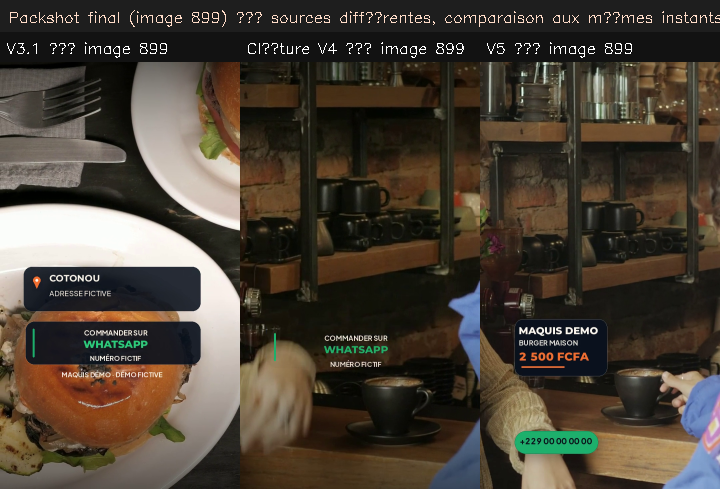 Packshot final (image 899) ??? sources diff??rentes, comparaison aux m??mes instants
V3.1 ??? image 899
Cl??ture V4 ??? image 899
V5 ??? image 899
COTONOU
ADRESSE FICTIVE
COMMANDER SUR
WHATSAPP
NUMÉRO FICTIF
MAQUIS DEMO · DÉMO FICTIVE
COMMANDER SUR
WHATSAPP
NUMÉRO FICTIF
MAQUIS DEMO
BURGER MAISON
2 500 FCFA
+229 00 00 00 00